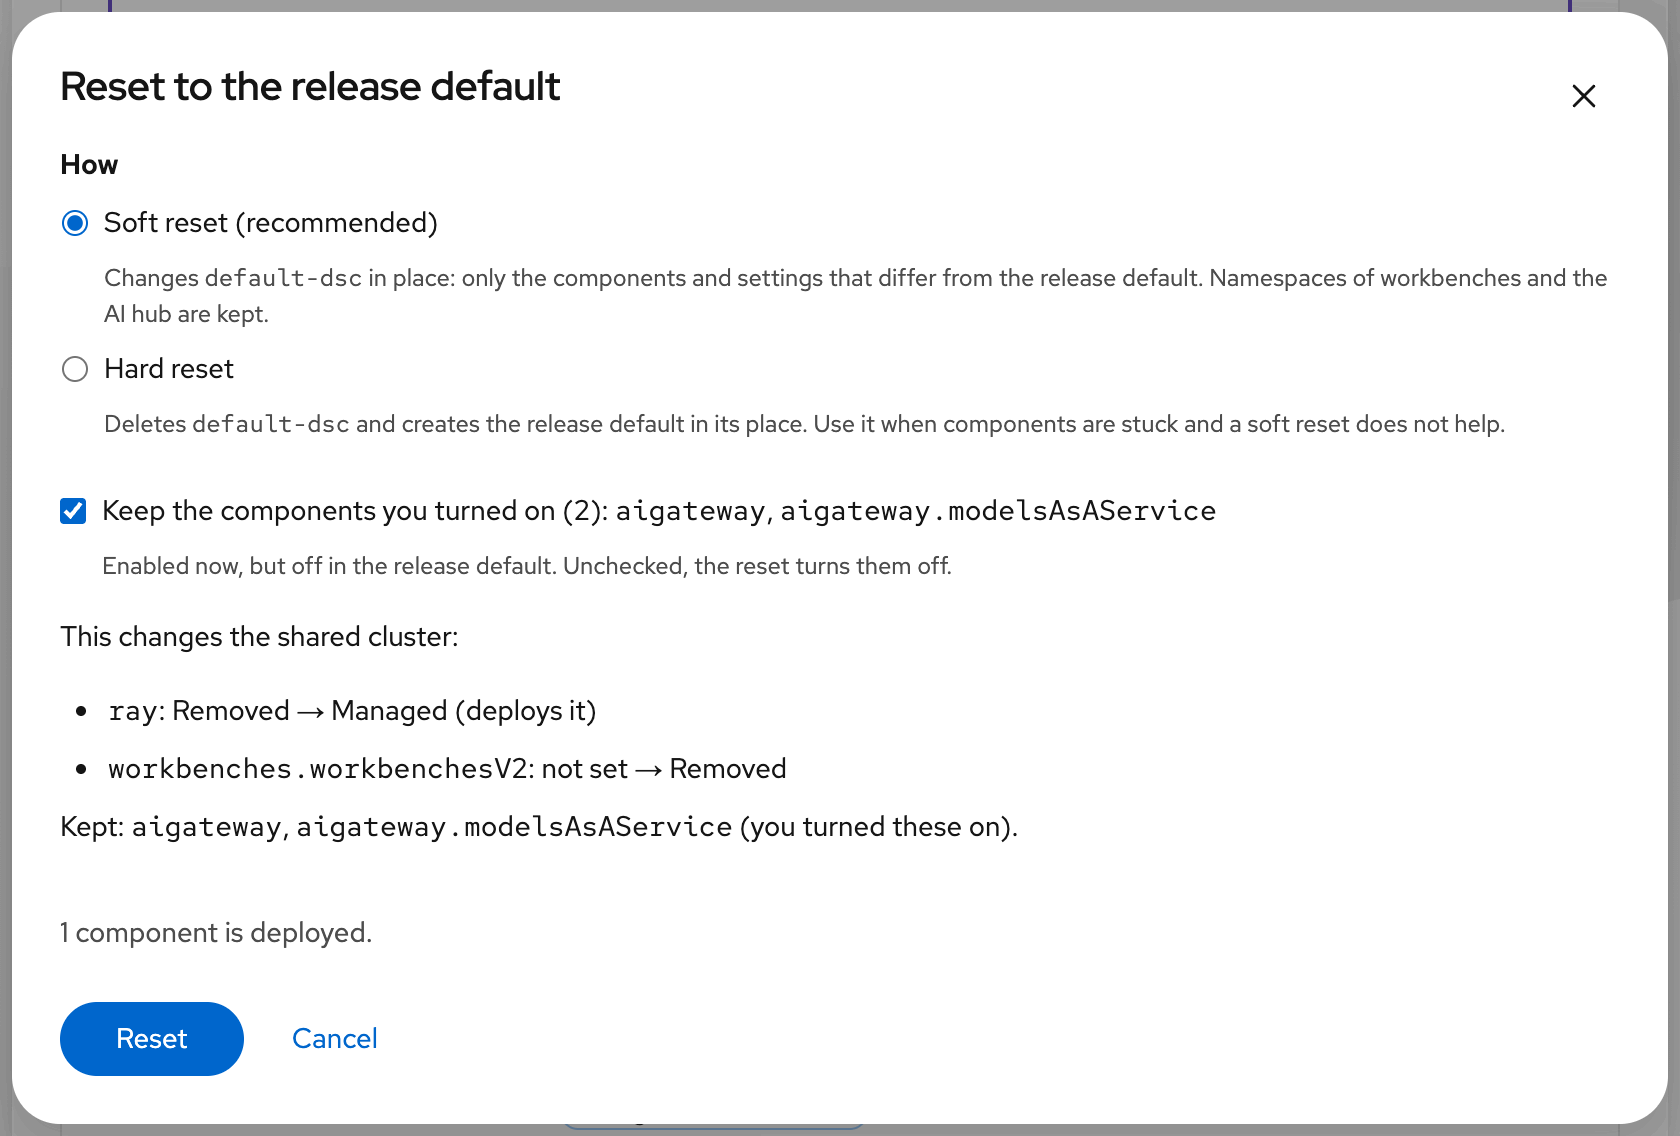 Reset to the release default
How
Soft reset (recommended)
Changes default-dsc in place: only the components and settings that differ from the release default. Namespaces of workbenches and the
AI hub are kept.
Hard reset
Deletes default-dsc and creates the release default in its place. Use it when components are stuck and a soft reset does not help.
Keep the components you turned on (2): aigateway, aigateway.modelsAsAService
Enabled now, but off in the release default. Unchecked, the reset turns them off.
This changes the shared cluster:
• ray: Removed → Managed (deploys it)
• workbenches.workbenchesV2: not set → Removed
Kept: aigateway, aigateway.modelsAsAService (you turned these on).
1 component is deployed.
Reset Cancel